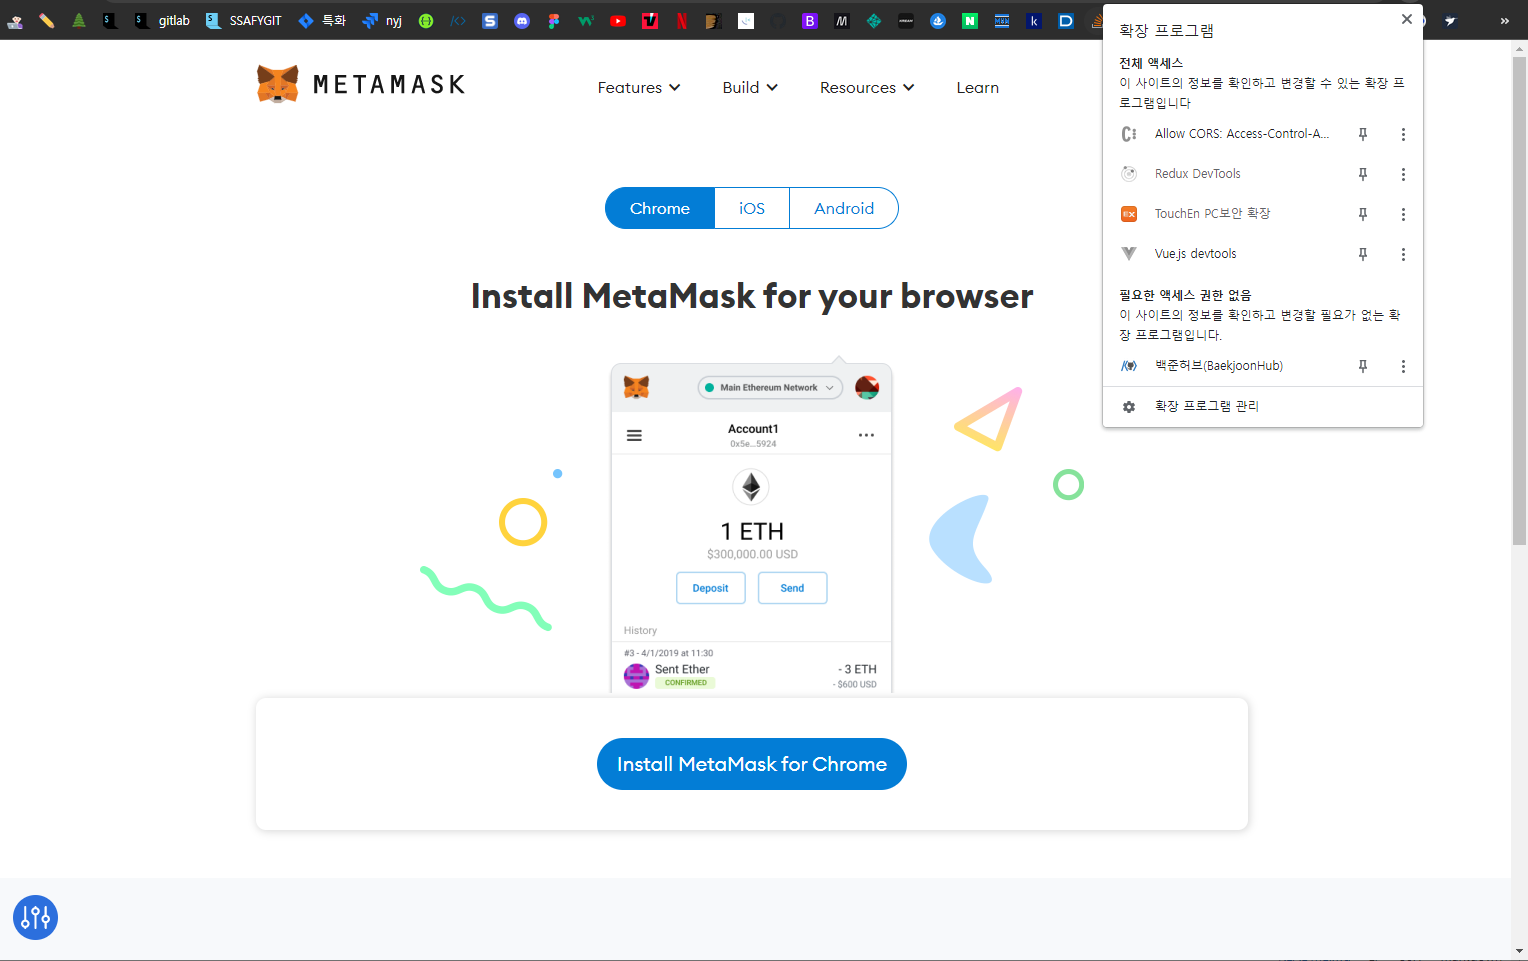 gitlab
SSAFYGIT
특화
nyj
METAMASK
Features
Build
Resources
Learn
Chrome
iOS
Android
Install MetaMask for your browser
Main Ethereum Network
Account1
0x5e...5924
1 ETH
$300,000.00 USD
Deposit
Send
History
#3 - 4/1/2019 at 11:30
Sent Ether
- 3 ETH
CONFIRMED
- $600 USD
Install MetaMask for Chrome
확장 프로그램
전체 액세스
이 사이트의 정보를 확인하고 변경할 수 있는 확장 프
로그램입니다
Allow CORS: Access-Control-A...
Redux DevTools
EX
TouchEn PC보안 확장
Vue.js devtools
필요한 액세스 권한 없음
이 사이트의 정보를 확인하고 변경할 필요가 없는 확
장 프로그램입니다.
백준허브(BaekjoonHub)
확장 프로그램 관리